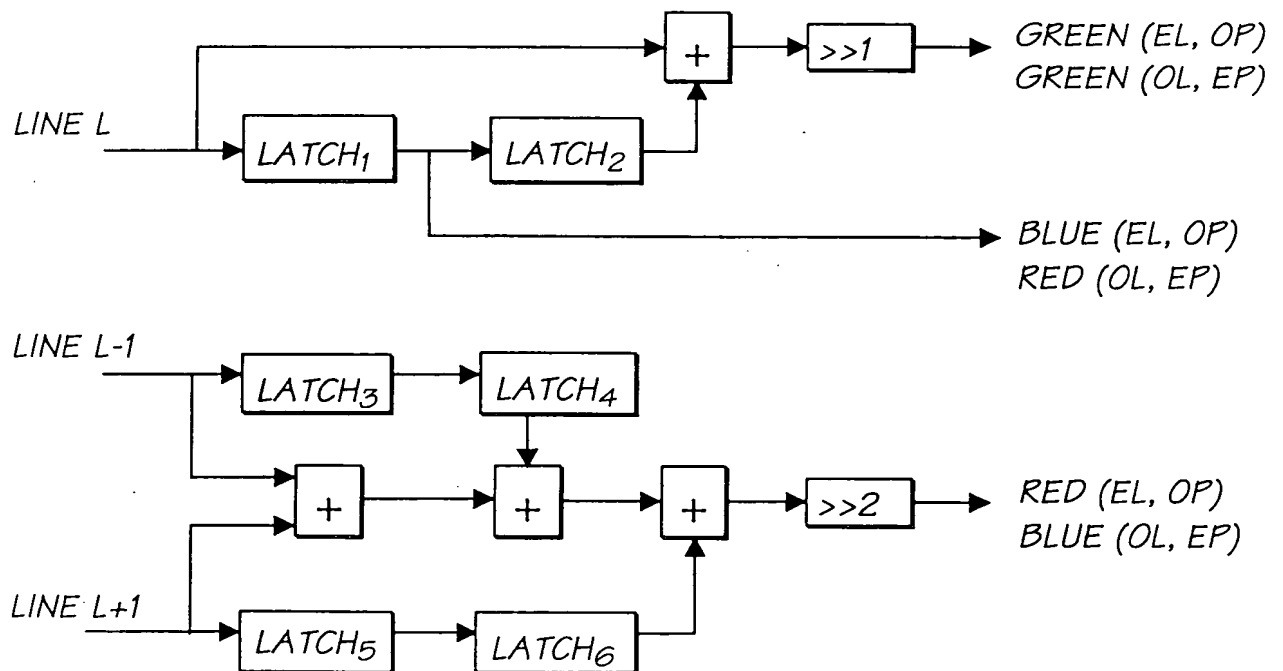 GREEN (EL, OP)
+
>>1
GREEN (OL, EP)
LINE L
LATCH1
LATCH2
BLUE (EL, OP)
RED (OL, EP)
LINE L-1
LATCH3
LATCH4
+
+
+
>>2
RED (EL, OP)
BLUE (OL, EP)
LINE L+1
LATCH5
LATCH6